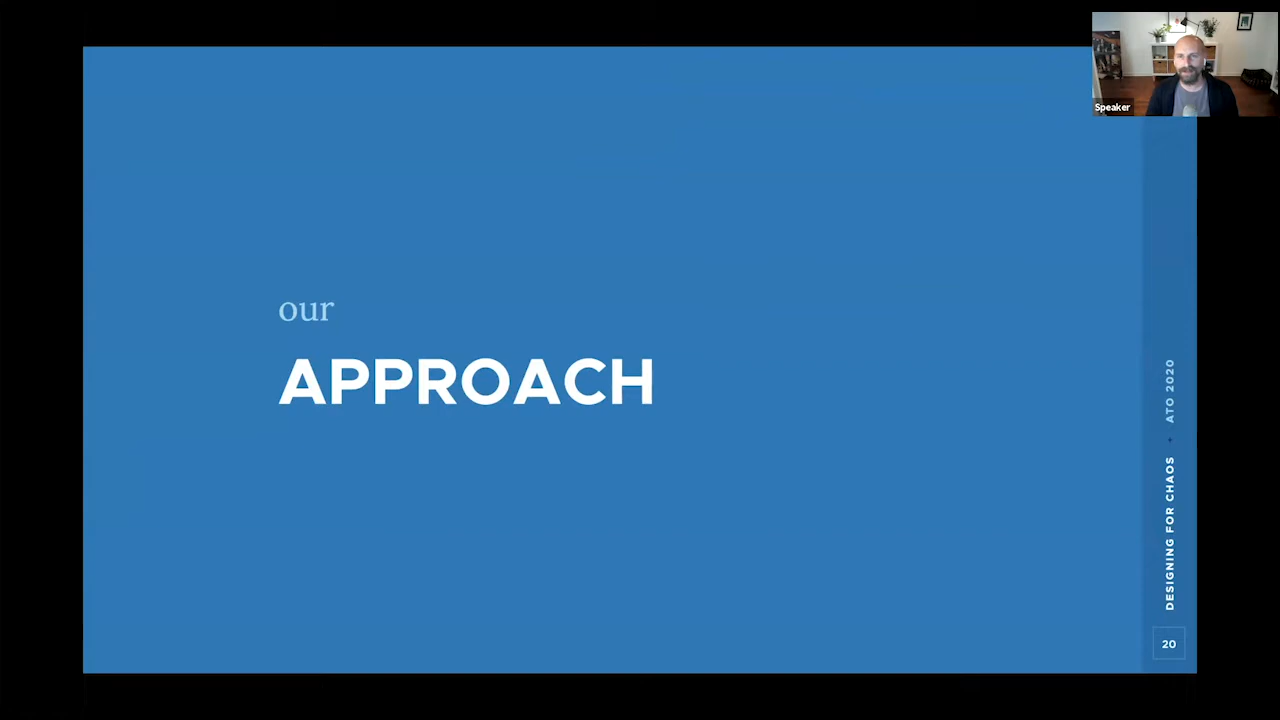 our
APPROACH
Speaker
DESIGNING FOR CHAOS • ATO 2020
20